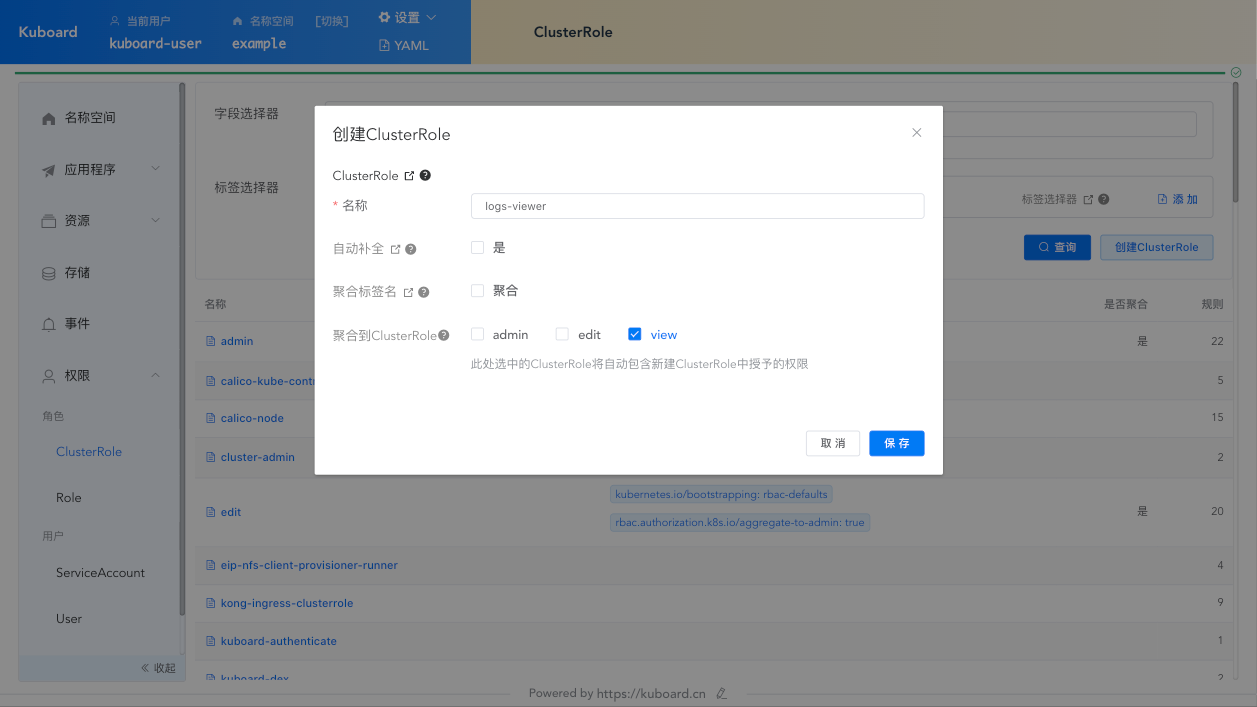 Kuboard
当前用户
kuboard-user
名称空间
[切换]
example
设置
YAML
ClusterRole
名称空间
应用程序
资源
存储
事件
权限
角色
ClusterRole
Role
用户
ServiceAccount
User
收起
字段选择器
标签选择器
标签选择器
添加
查询
创建ClusterRole
名称
是否聚合
规则
admin
是
22
calico-kube-cont
5
calico-node
15
cluster-admin
2
edit
kubernetes.io/bootstrapping: rbac-defaults
rbac.authorization.k8s.io/aggregate-to-admin: true
是
20
eip-nfs-client-provisioner-runner
4
kong-ingress-clusterrole
9
kuboard-authenticate
1
kuboard-dex
2
创建ClusterRole
ClusterRole
* 名称
logs-viewer
自动补全
是
聚合标签名
聚合
聚合到ClusterRole
admin
edit
view
此处选中的ClusterRole将自动包含新建ClusterRole中授予的权限
取消
保存
Powered by https://kuboard.cn